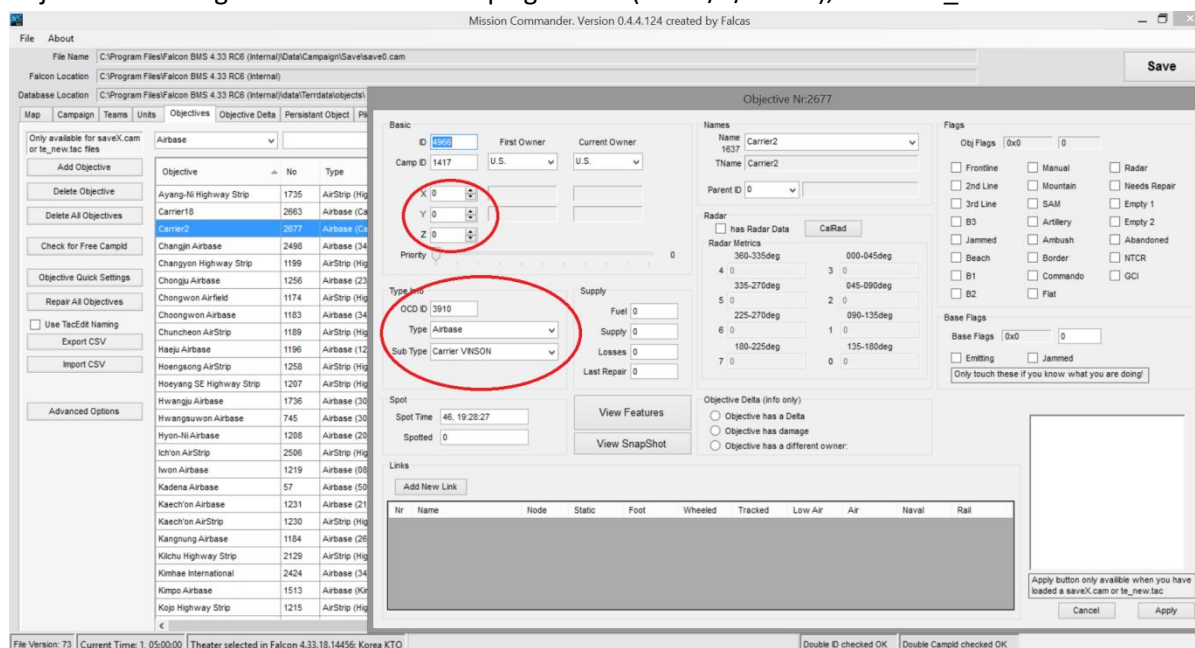 Mission Commander. Version 0.4.4.124 created by Falcas
File About
File Name C:\Program Files\Falcon BMS 4.33 RC6 (Internal)\Data\Campaign\Save\save0.cam
Falcon Location C:\Program Files\Falcon BMS 4.33 RC6 (Internal)
Save
Database Location C:\Program Files\Falcon BMS 4.33 RC6 (Internal)\data\Terrdata\objects\
Map Campaign Teams Units Objectives Objective Delta Persistant Object
Only available for saveX.cam
or te_new.tac files
Airbase
Add Objective
Delete Objective
Delete All Objectives
Check for Free CampId
Objective Quick Settings
Repair All Objectives
Use TacEdit Naming
Export CSV
Import CSV
Advanced Options
Objective No Type
Ayang-Ni Highway Strip 1735 AirStrip (Hig
Carrier18 2663 Airbase (Ca
Carrier2 2677 Airbase (Ca
Changjin Airbase 2498 Airbase (34
Changyon Highway Strip 1199 AirStrip (Hig
Chongju Airbase 1256 Airbase (23
Chongwon Airfield 1174 AirStrip (Hig
Choongwon Airbase 1183 Airbase (34
Chuncheon AirStrip 1189 AirStrip (Hig
Haeju Airbase 1196 Airbase (12
Hoengsong AirStrip 1258 AirStrip (Hig
Hoeyang SE Highway Strip 1207 AirStrip (Hig
Hwangju Airbase 1736 Airbase (30
Hwangsuwon Airbase 745 Airbase (30
Hyon-Ni Airbase 1208 Airbase (20
Ich'on AirStrip 2506 AirStrip (Hig
Iwon Airbase 1219 Airbase (08
Kadena Airbase 57 Airbase (50
Kaech'on Airbase 1231 Airbase (21
Kaech'on AirStrip 1230 AirStrip (Hig
Kangnung Airbase 1184 Airbase (26
Kilchu Highway Strip 2129 AirStrip (Hig
Kimhae International 2424 Airbase (34
Kimpo Airbase 1513 Airbase (Kir
Kojo Highway Strip 1215 AirStrip (Hig
Objective Nr:2677
Basic
ID 4966 First Owner Current Owner
Camp ID 1417 U.S. U.S.
X 0
Y 0
Z 0
Priority 0
Type Info
OCD ID 3910
Type Airbase
Sub Type Carrier VINSON
Supply
Fuel 0
Supply 0
Losses 0
Last Repair 0
Spot
Spot Time 46, 19:28:27
Spotted 0
View Features
View SnapShot
Names
Name Carrier2
1637
TName Carrier2
Parent ID 0
Radar
has Radar Data CalRad
Radar Metrics
360-335deg 000-045deg
4 0 3 0
335-270deg 045-090deg
5 0 2 0
225-270deg 090-135deg
6 0 1 0
180-225deg 135-180deg
7 0 0 0
Objective Delta (info only)
Objective has a Delta
Objective has damage
Objective has a different owner:
Flags
Obj Flags 0x0 0
Frontline Manual Radar
2nd Line Mountain Needs Repair
3rd Line SAM Empty 1
B3 Artillery Empty 2
Jammed Ambush Abandoned
Beach Border NTCR
B1 Commando GCI
B2 Flat
Base Flags
Base Flags 0x0 0
Emitting Jammed
Only touch these if you know what you are doing!
Links
Add New Link
Nr Name Node Static Foot Wheeled Tracked Low Air Air Naval Rail
Apply button only availible when you have
loaded a saveX.cam or te_new.tac
Cancel Apply
File Version: 73 Current Time: 1, 05:00:00 Theater selected in Falcon 4.33.18.14456: Korea KTO Double ID checked OK Double CampId checked OK